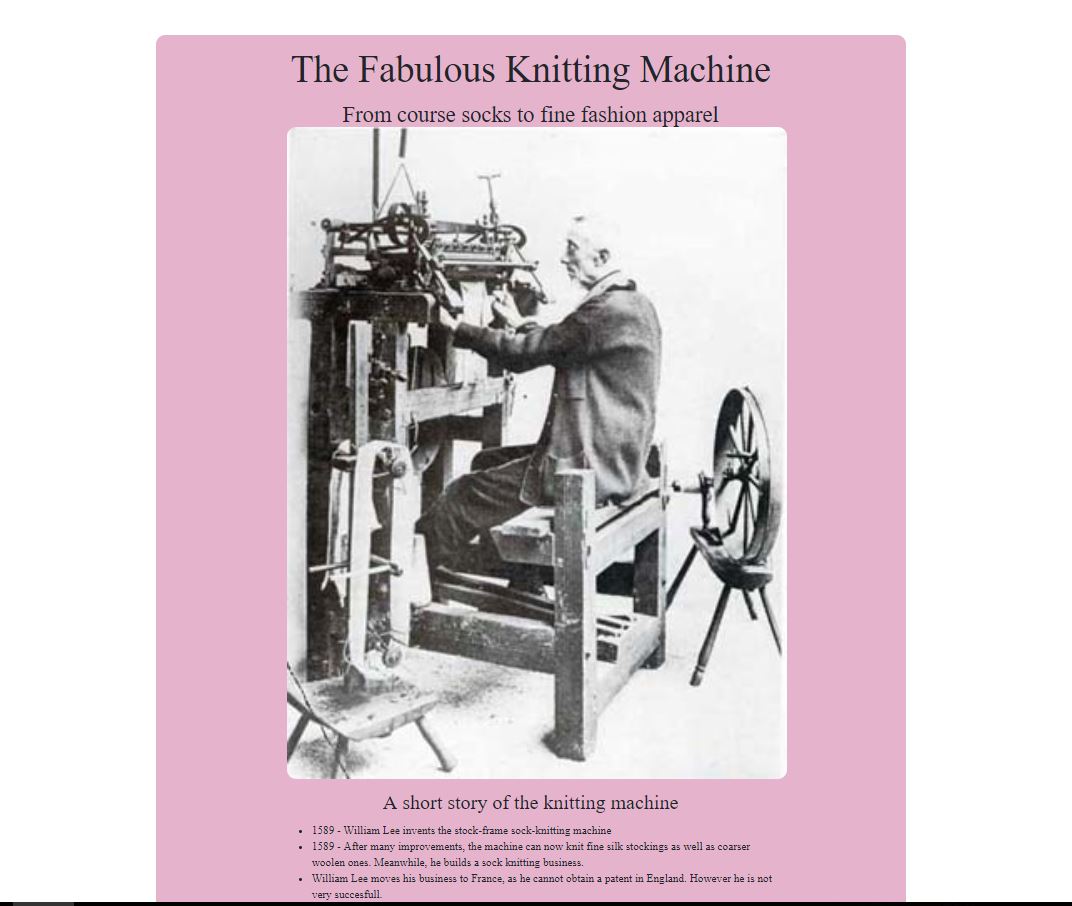 The Fabulous Knitting Machine
From course socks to fine fashion apparel
A short story of the knitting machine
• 1589 - William Lee invents the stock-frame sock-knitting machine
• 1589 - After many improvements, the machine can now knit fine silk stockings as well as coarser
woolen ones. Meanwhile, he builds a sock knitting business.
• William Lee moves his business to France, as he cannot obtain a patent in England. However he is not
very succesfull.